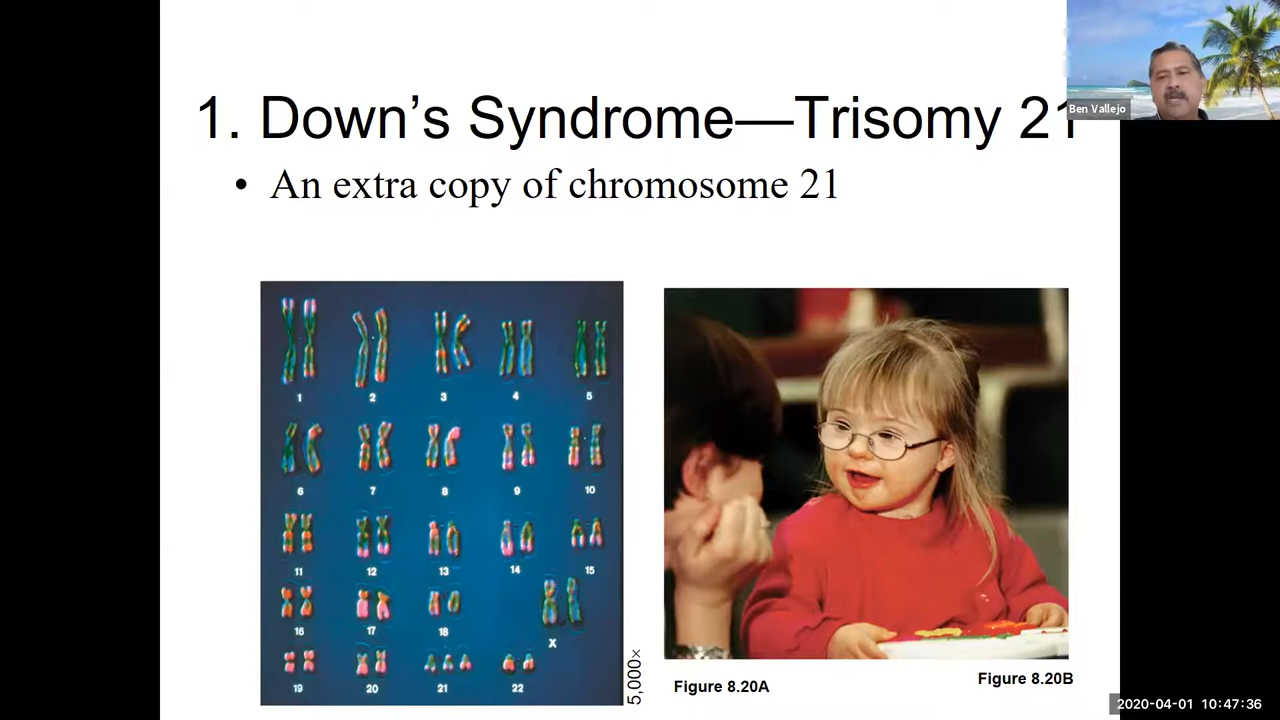 1. Down’s Syndrome—Trisomy 21
Ben Vallejo
• An extra copy of chromosome 21
1 2 3 4 5
6 7 8 9 10
11 12 13 14 15
16 17 18 X
19 20 21 22
5,000×
Figure 8.20A
Figure 8.20B
2020-04-01 10:47:36